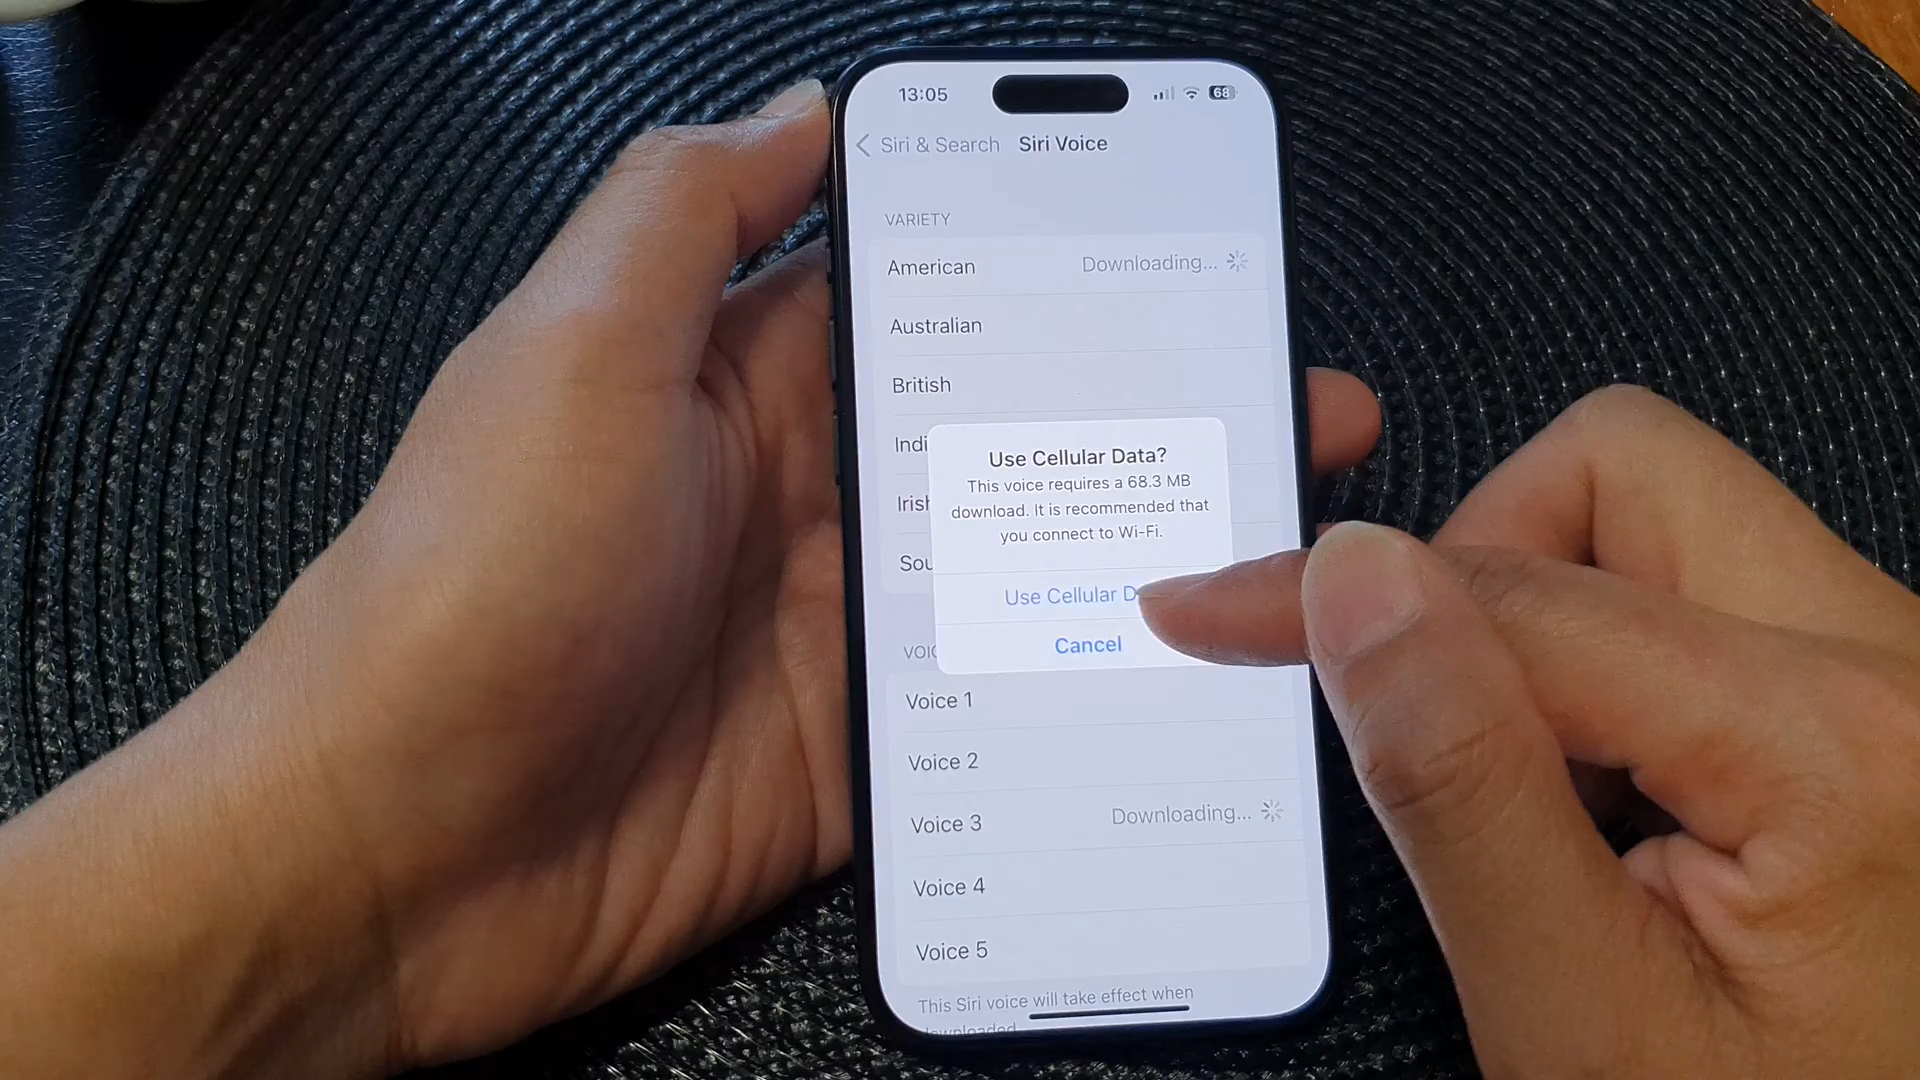 13:05
68
Siri & Search Siri Voice
VARIETY
American Downloading...
Australian
British
Use Cellular Data?
This voice requires a 68.3 MB
download. It is recommended that
you connect to Wi-Fi.
Use Cellular
Cancel
Voice 1
Voice 2
Voice 3 Downloading...
Voice 4
Voice 5
This Siri voice will take effect when
downloaded